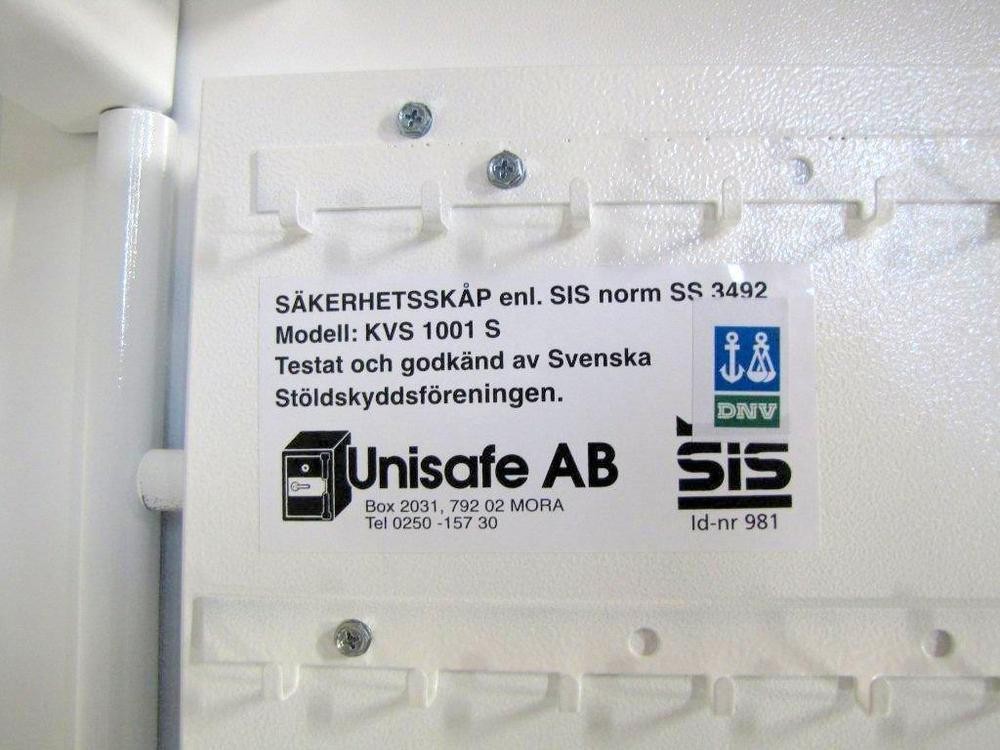 SÄKERHETSSKÅP enl. SIS norm SS 3492
Modell: KVS 1001 S
Testat och godkänd av Svenska
Stöldskyddsföreningen.
DNV
Unisafe AB
Box 2031, 792 02 MORA
Tel 0250 -157 30
SiS
Id-nr 981